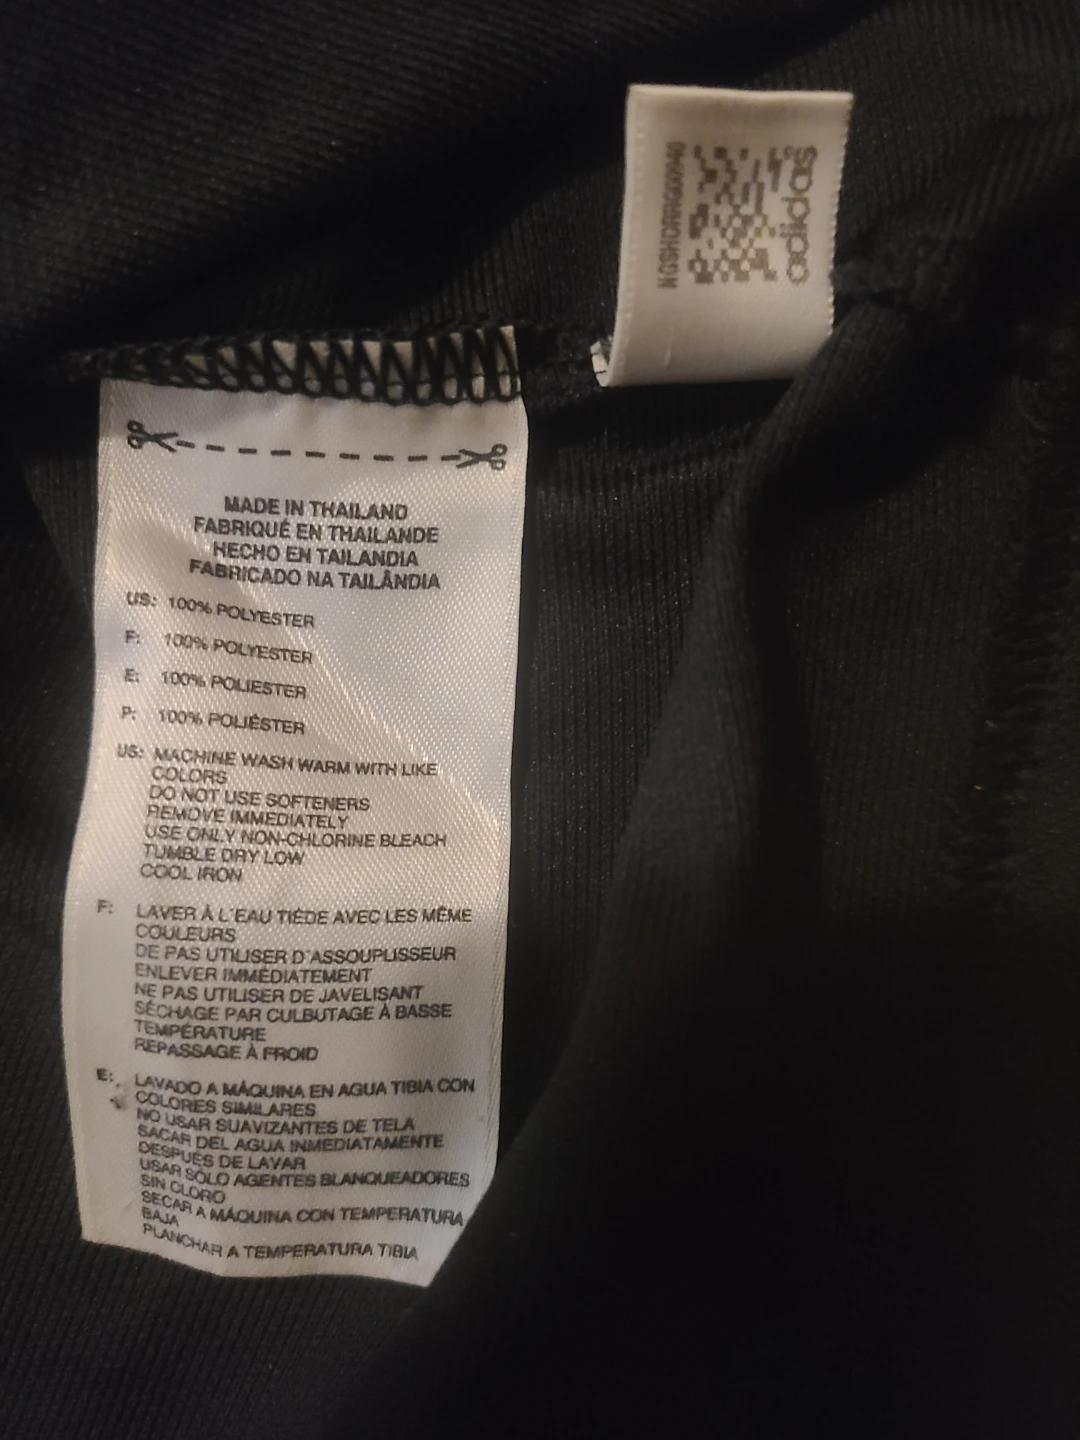 adidas
MADE IN THAILAND
FABRIQUÉ EN THAILANDE
HECHO EN TAILANDIA
FABRICADO NA TAILÂNDIA
US: 100% POLYESTER
F: 100% POLYESTER
E: 100% POLIESTER
P: 100% POLIÉSTER
US: MACHINE WASH WARM WITH LIKE
COLORS
DO NOT USE SOFTENERS
REMOVE IMMEDIATELY
USE ONLY NON-CHLORINE BLEACH
TUMBLE DRY LOW
COOL IRON
F: LAVER À L'EAU TIÈDE AVEC LES MÊME
COULEURS
DE PAS UTILISER D'ASSOUPLISSEUR
ENLEVER IMMÉDIATEMENT
NE PAS UTILISER DE JAVELISANT
SÉCHAGE PAR CULBUTAGE À BASSE
TEMPÉRATURE
REPASSAGE À FROID
E: LAVADO A MÁQUINA EN AGUA TIBIA CON
COLORES SIMILARES
NO USAR SUAVIZANTES DE TELA
SACAR DEL AGUA INMEDIATAMENTE
DESPUÉS DE LAVAR
USAR SÓLO AGENTES BLANQUEADORES
SIN CLORO
SECAR A MÁQUINA CON TEMPERATURA
BAJA
PLANCHAR A TEMPERATURA TIBIA